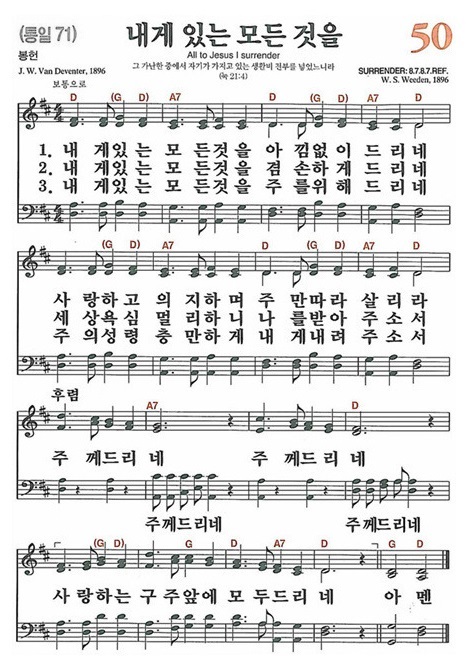 (통일 71) 내게 있는 모든 것을 50
봉헌 All to Jesus I surrender
그 가난한 중에서 자기가 가지고 있는 생활비 전부를 넣었느니라
(눅 21:4)
J. W. Van Deventer, 1896 SURRENDER: 8.7.8.7.REF.
W. S. Weeden, 1896
보통으로
D (G D) A7 D (G D) A7 D
1. 내 게있는 모 든것을 아 낌없이 드리네
2. 내 게있는 모 든것을 겸 손하게 드리네
3. 내 게있는 모 든것을 주 를위해 드리네
(G D) A7 D (G D) A7 D
사 랑하고 의 지하며 주 만따라 살리라
세 상욕심 멀 리하니 나 를받아 주소서
주 의성령 충 만하게 내 게내려 주소서
후렴
D A7 D
주 께드리 네 주 께드리 네
주께드리네 주께드리네
G D) G D A7 D G D
사 랑하는 구 주앞에 모 두드리 네 아 멘